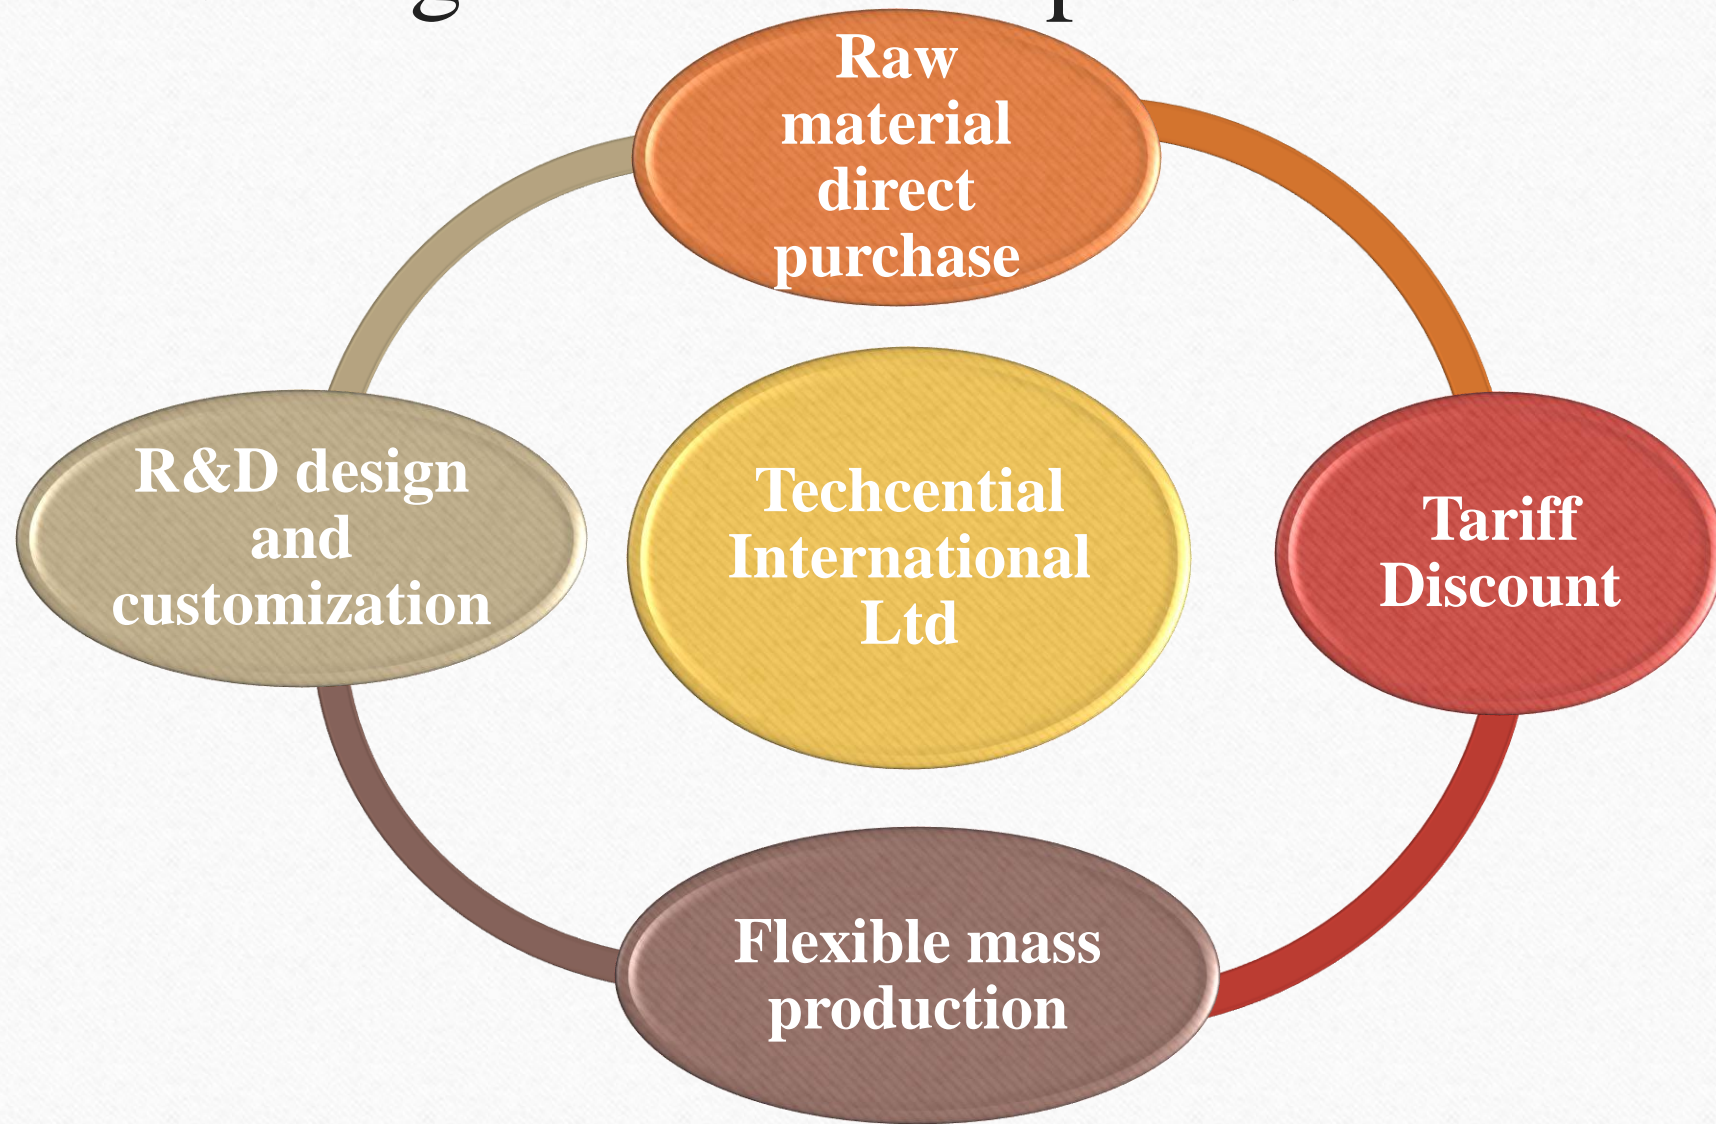 Raw
material
direct
purchase
R&D design
and
customization
Techcential
International
Ltd
Tariff
Discount
Flexible mass
production